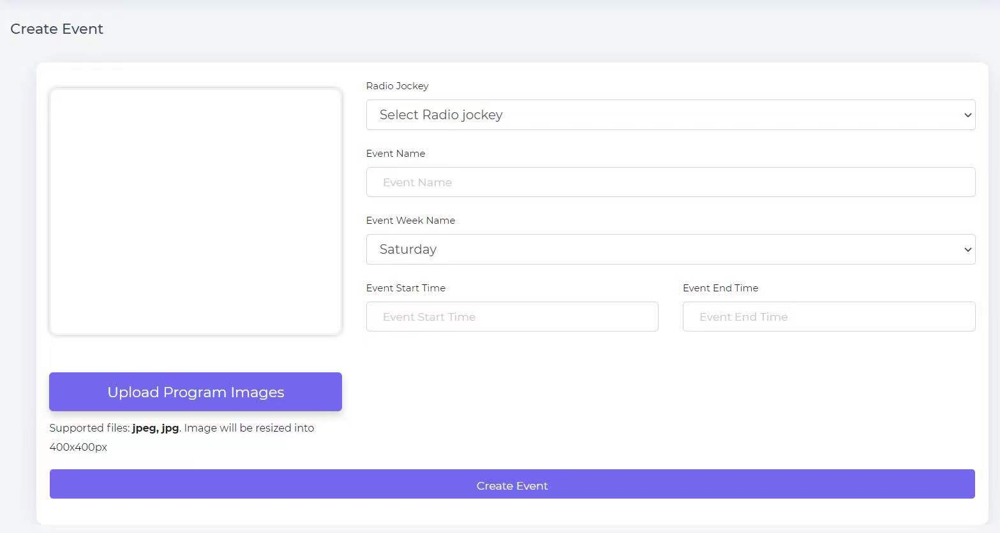 Create Event
Radio Jockey
Select Radio jockey
Event Name
Event Name
Event Week Name
Saturday
Event Start Time
Event End Time
Event Start Time
Event End Time
Upload Program Images
Supported files: jpeg, jpg. Image will be resized into
400x400px
Create Event